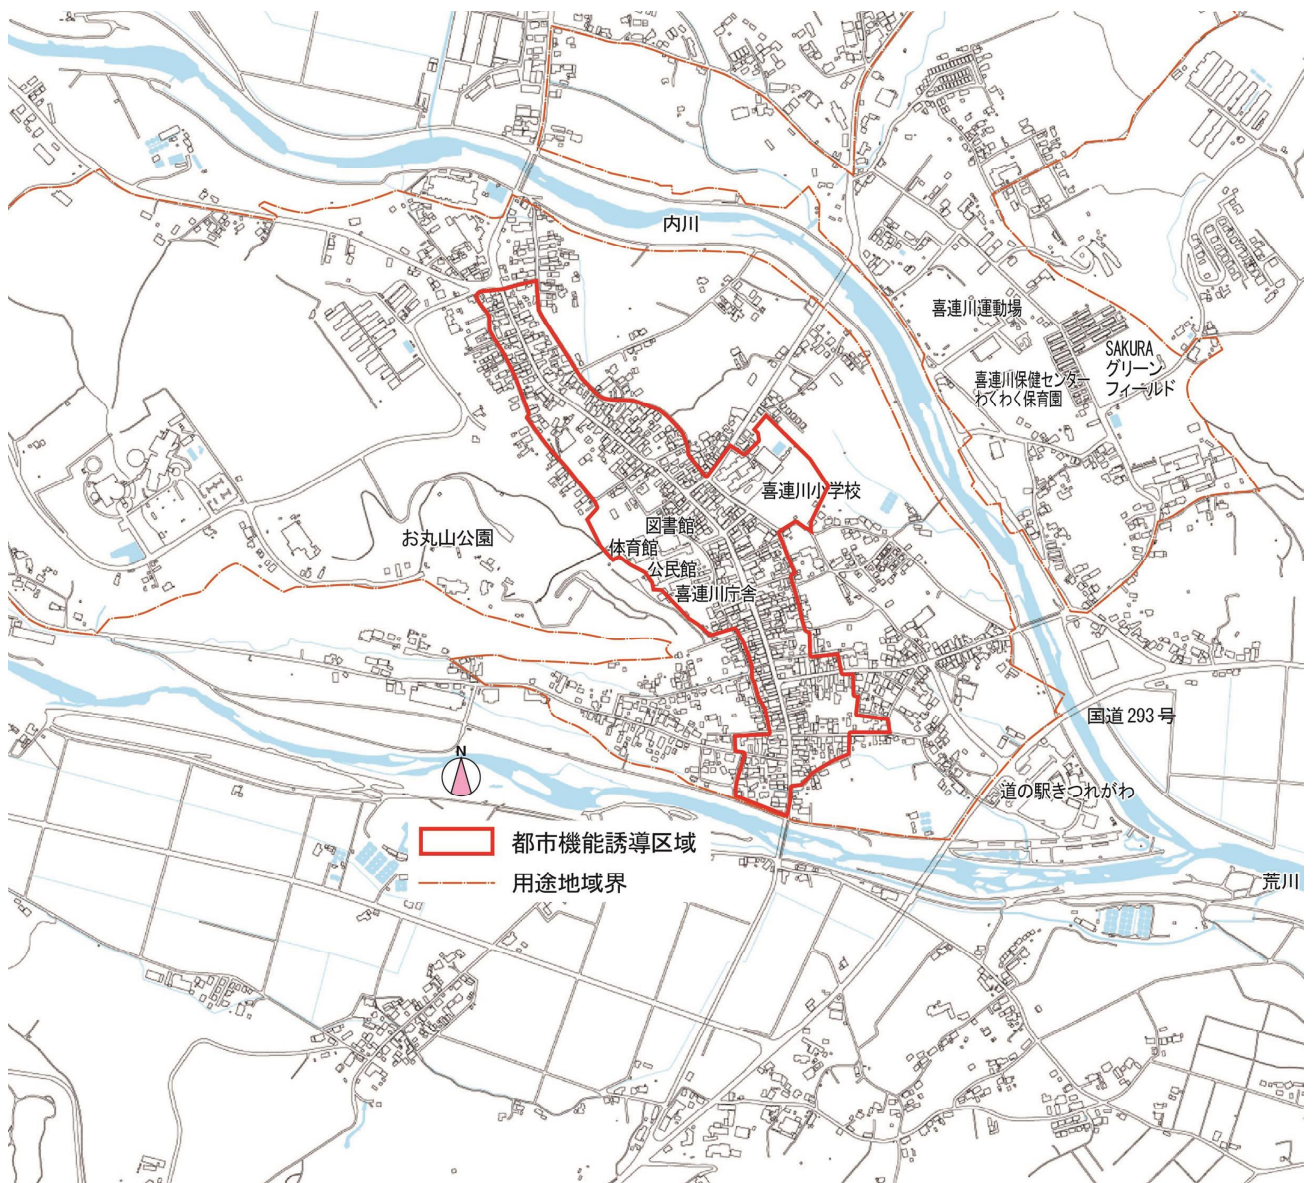 内川
喜連川運動場
SAKURA
グリーン
フィールド
喜連川保健センター
わくわく保育園
喜連川小学校
図書館
お丸山公園
体育館
公民館
喜連川庁舎
国道293号
N
道の駅きつれがわ
都市機能誘導区域
用途地域界
荒川